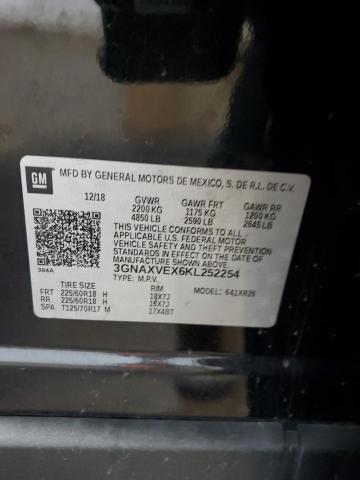 GM
MFD BY GENERAL MOTORS DE MEXICO, S. DE R.L. DE C.V.
12/18 GVWR GAWR FRT GAWR RR
2200 KG 1175 KG 1200 KG
4850 LB 2590 LB 2645 LB
THIS VEHICLE CONFORMS TO ALL
APPLICABLE U.S. FEDERAL MOTOR
VEHICLE SAFETY AND THEFT PREVENTION
STANDARDS IN EFFECT ON THE DATE OF
MANUFACTURE SHOWN ABOVE.
384A
3GNAXVEX6KL252254
TYPE: M.P.V. MODEL: 641XR26
TIRE SIZE RIM
FRT 225/60R18 H 18X7J
RR 225/60R18 H 18X7J
SPA T125/70R17 M 17X4BT